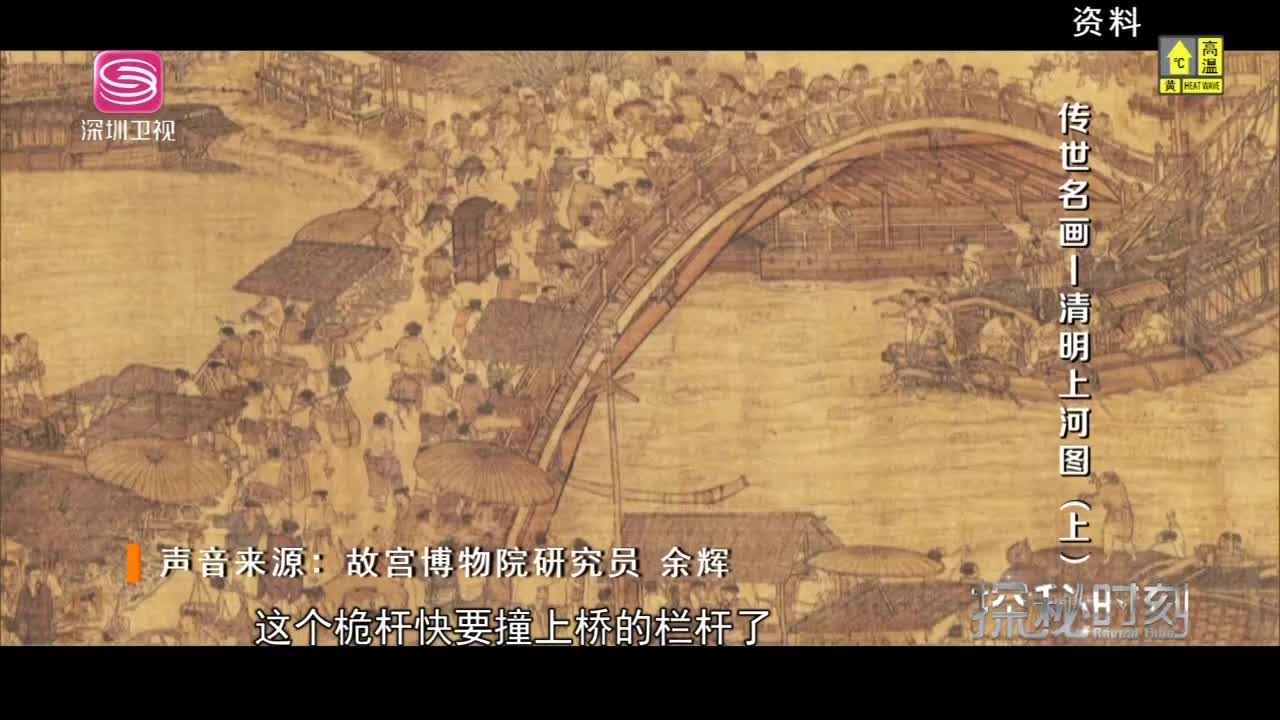 资料
℃
高温
黄
HEAT WAVE
深圳卫视
传世名画—清明上河图（上）
声音来源：故宫博物院研究员 余辉
探秘时刻
Reveal Time
这个桅杆快要撞上桥的栏杆了